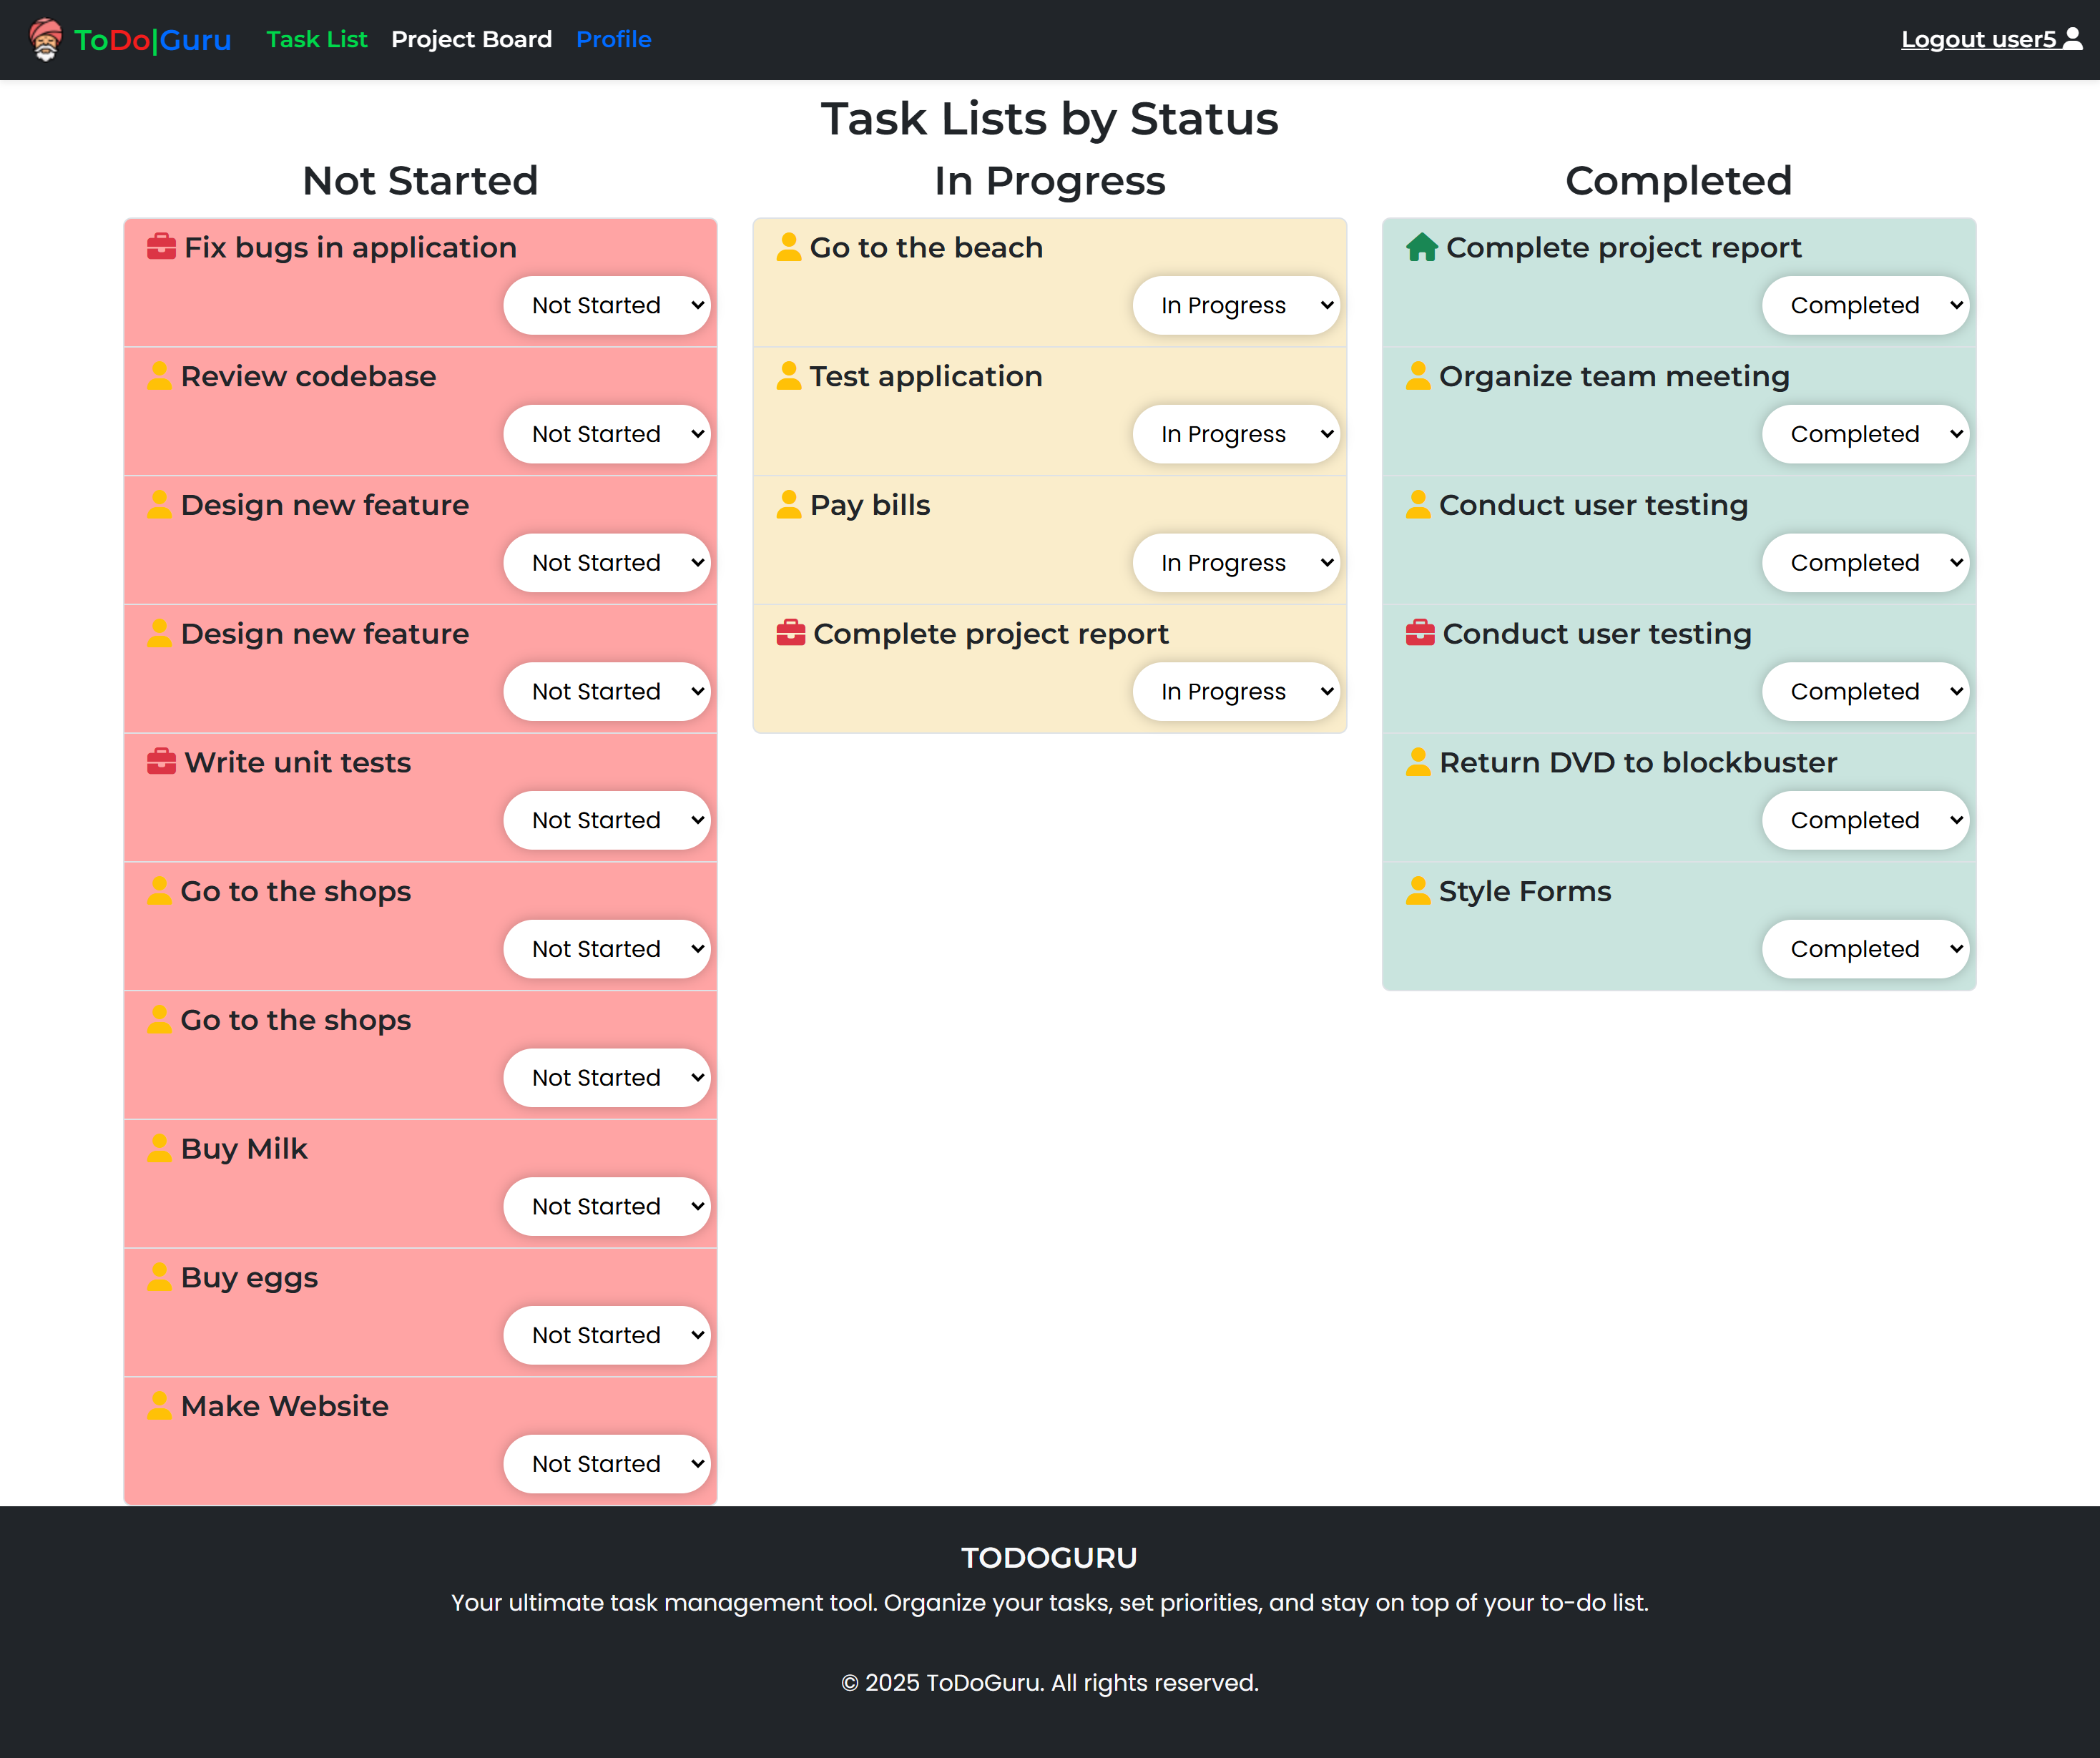 ToDo|Guru Task List Project Board Profile Logout user5
Task Lists by Status
Not Started
Fix bugs in application
Not Started
Review codebase
Not Started
Design new feature
Not Started
Design new feature
Not Started
Write unit tests
Not Started
Go to the shops
Not Started
Go to the shops
Not Started
Buy Milk
Not Started
Buy eggs
Not Started
Make Website
Not Started
In Progress
Go to the beach
In Progress
Test application
In Progress
Pay bills
In Progress
Complete project report
In Progress
Completed
Complete project report
Completed
Organize team meeting
Completed
Conduct user testing
Completed
Conduct user testing
Completed
Return DVD to blockbuster
Completed
Style Forms
Completed
TODOGURU
Your ultimate task management tool. Organize your tasks, set priorities, and stay on top of your to-do list.
© 2025 ToDoGuru. All rights reserved.